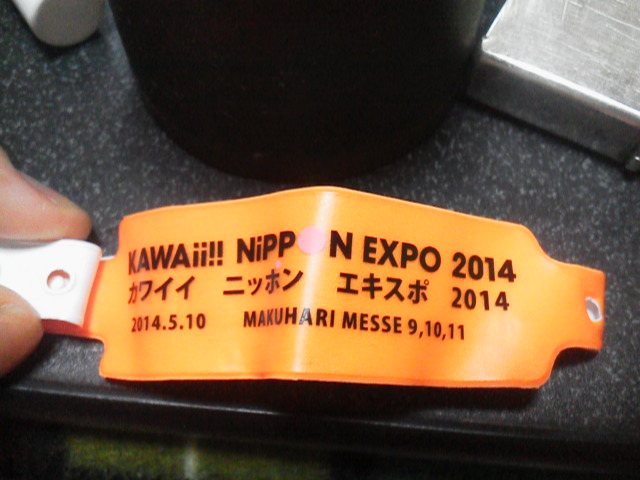 KAWAii!! NiPPON EXPO 2014
カワイイ ニッポン エキスポ 2014
2014.5.10 MAKUHARI MESSE 9,10,11